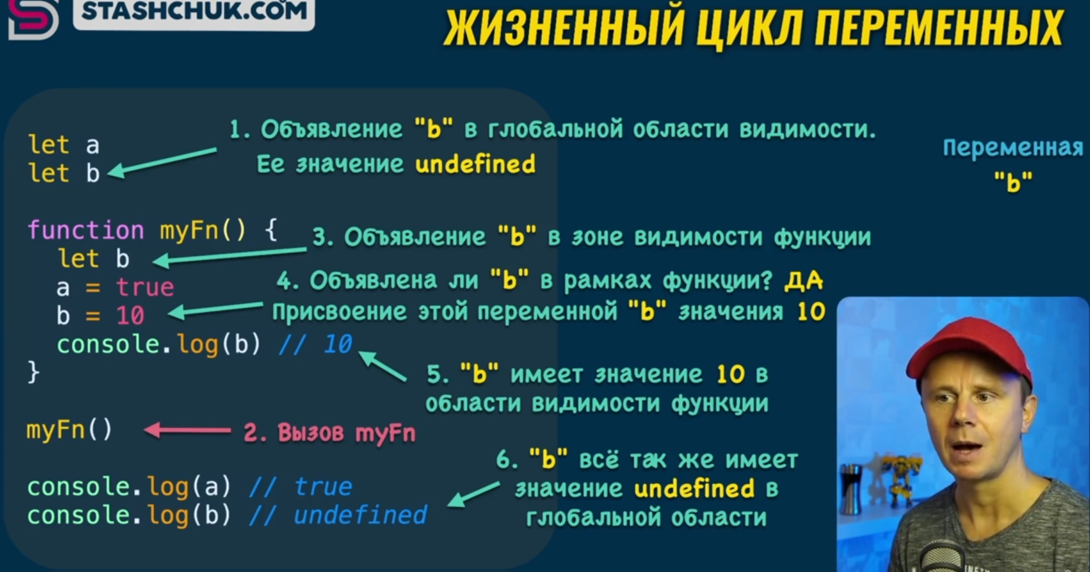 STASHCHUK.COM
ЖИЗНЕННЫЙ ЦИКЛ ПЕРЕМЕННЫХ
let a
let b
1. Объявление "b" в глобальной области видимости.
Ее значение undefined
Переменная
"b"
function myFn() {
let b
3. Объявление "b" в зоне видимости функции
a = true
4. Объявлена ли "b" в рамках функции? ДА
b = 10
Присвоение этой переменной "b" значения 10
console.log(b) // 10
}
5. "b" имеет значение 10 в
области видимости функции
myFn()
2. Вызов myFn
6. "b" всё так же имеет
значение undefined в
глобальной области
console.log(a) // true
console.log(b) // undefined